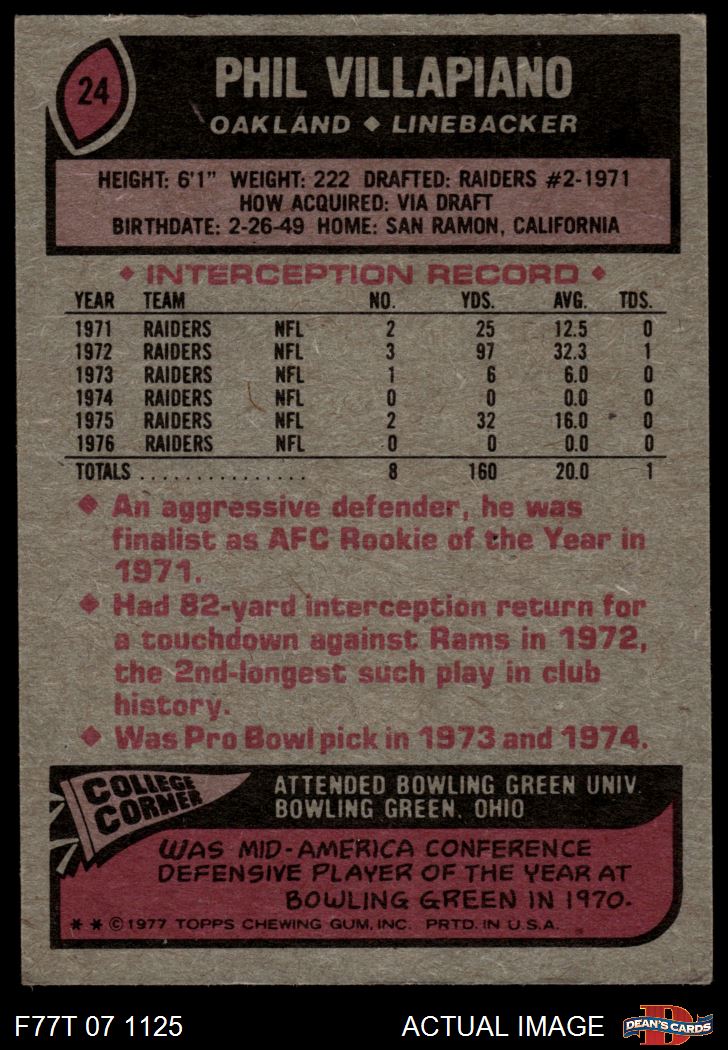 24
PHIL VILLAPIANO
OAKLAND ◆ LINEBACKER
HEIGHT: 6'1" WEIGHT: 222 DRAFTED: RAIDERS #2-1971
HOW ACQUIRED: VIA DRAFT
BIRTHDATE: 2-26-49 HOME: SAN RAMON, CALIFORNIA
◆ INTERCEPTION RECORD ◆
YEAR TEAM NO. YDS. AVG. TDS.
1971 RAIDERS NFL 2 25 12.5 0
1972 RAIDERS NFL 3 97 32.3 1
1973 RAIDERS NFL 1 6 6.0 0
1974 RAIDERS NFL 0 0 0.0 0
1975 RAIDERS NFL 2 32 16.0 0
1976 RAIDERS NFL 0 0 0.0 0
TOTALS ................ 8 160 20.0 1
◆ An aggressive defender, he was
finalist as AFC Rookie of the Year in
1971.
◆ Had 82-yard interception return for
a touchdown against Rams in 1972,
the 2nd-longest such play in club
history.
◆ Was Pro Bowl pick in 1973 and 1974.
COLLEGE
CORNER
ATTENDED BOWLING GREEN UNIV.
BOWLING GREEN, OHIO
WAS MID-AMERICA CONFERENCE
DEFENSIVE PLAYER OF THE YEAR AT
BOWLING GREEN IN 1970.
* * © 1977 TOPPS CHEWING GUM, INC. PRTD. IN U.S.A.
F77T 07 1125
ACTUAL IMAGE
D
DEAN'S CARDS